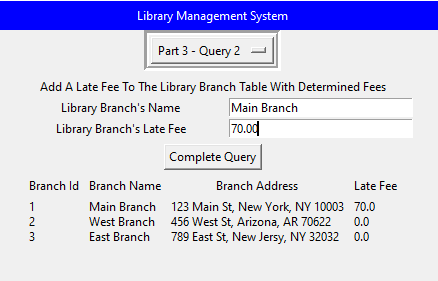 Library Management System
Part 3 - Query 2
Add A Late Fee To The Library Branch Table With Determined Fees
Library Branch's Name Main Branch
Library Branch's Late Fee 70.00
Complete Query
Branch Id Branch Name Branch Address Late Fee
1 Main Branch 123 Main St, New York, NY 10003 70.0
2 West Branch 456 West St, Arizona, AR 70622 0.0
3 East Branch 789 East St, New Jersy, NY 32032 0.0